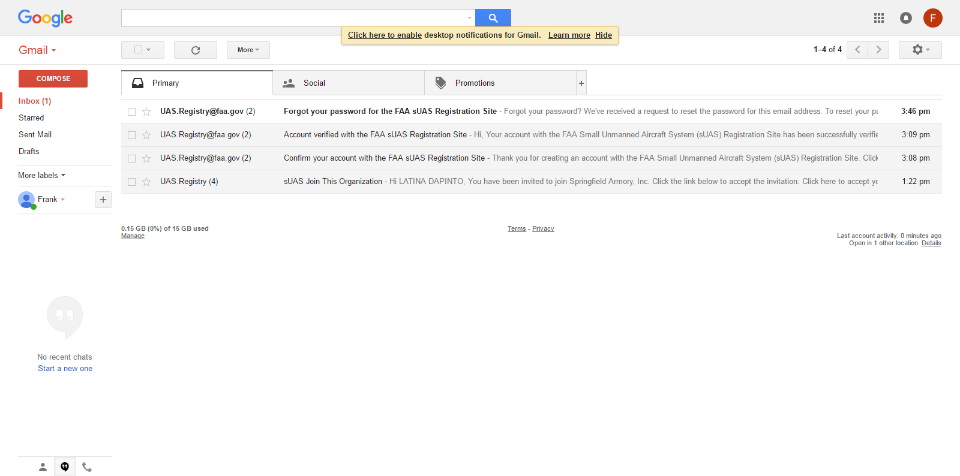 Google
Click here to enable desktop notifications for Gmail. Learn more Hide
F
Gmail
More
1–4 of 4
COMPOSE
Primary
Social
Promotions
+
Inbox (1)
Starred
Sent Mail
Drafts
More labels
Frank
+
UAS.Registry@faa.gov (2) Forgot your password for the FAA sUAS Registration Site - Forgot your password? We've received a request to reset the password for this email address. To reset your pa 3:46 pm
UAS.Registry@faa.gov (2) Account verified with the FAA sUAS Registration Site - Hi, Your account with the FAA Small Unmanned Aircraft System (sUAS) Registration Site has been successfully verifie 3:09 pm
UAS.Registry@faa.gov (2) Confirm your account with the FAA sUAS Registration Site - Thank you for creating an account with the FAA Small Unmanned Aircraft System (sUAS) Registration Site. Click 3:08 pm
UAS.Registry (4) sUAS Join This Organization - Hi LATINA DAPINTO, You have been invited to join Springfield Armory, Inc. Click the link below to accept the invitation: Click here to accept yo 1:22 pm
0.15 GB (0%) of 15 GB used
Manage
Terms - Privacy
Last account activity: 0 minutes ago
Open in 1 other location Details
No recent chats
Start a new one